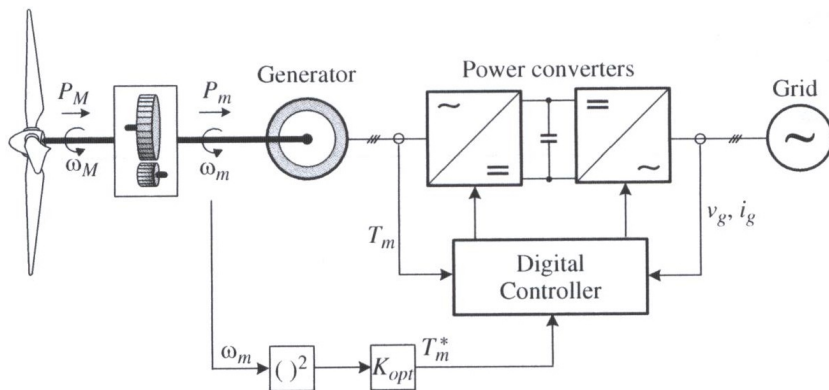 Generator
Power converters
Grid
P_M
P_m
ω_M
ω_m
~
=
=
~
~
T_m
v_g, i_g
Digital
Controller
ω_m
( )²
K_opt
T_m^*